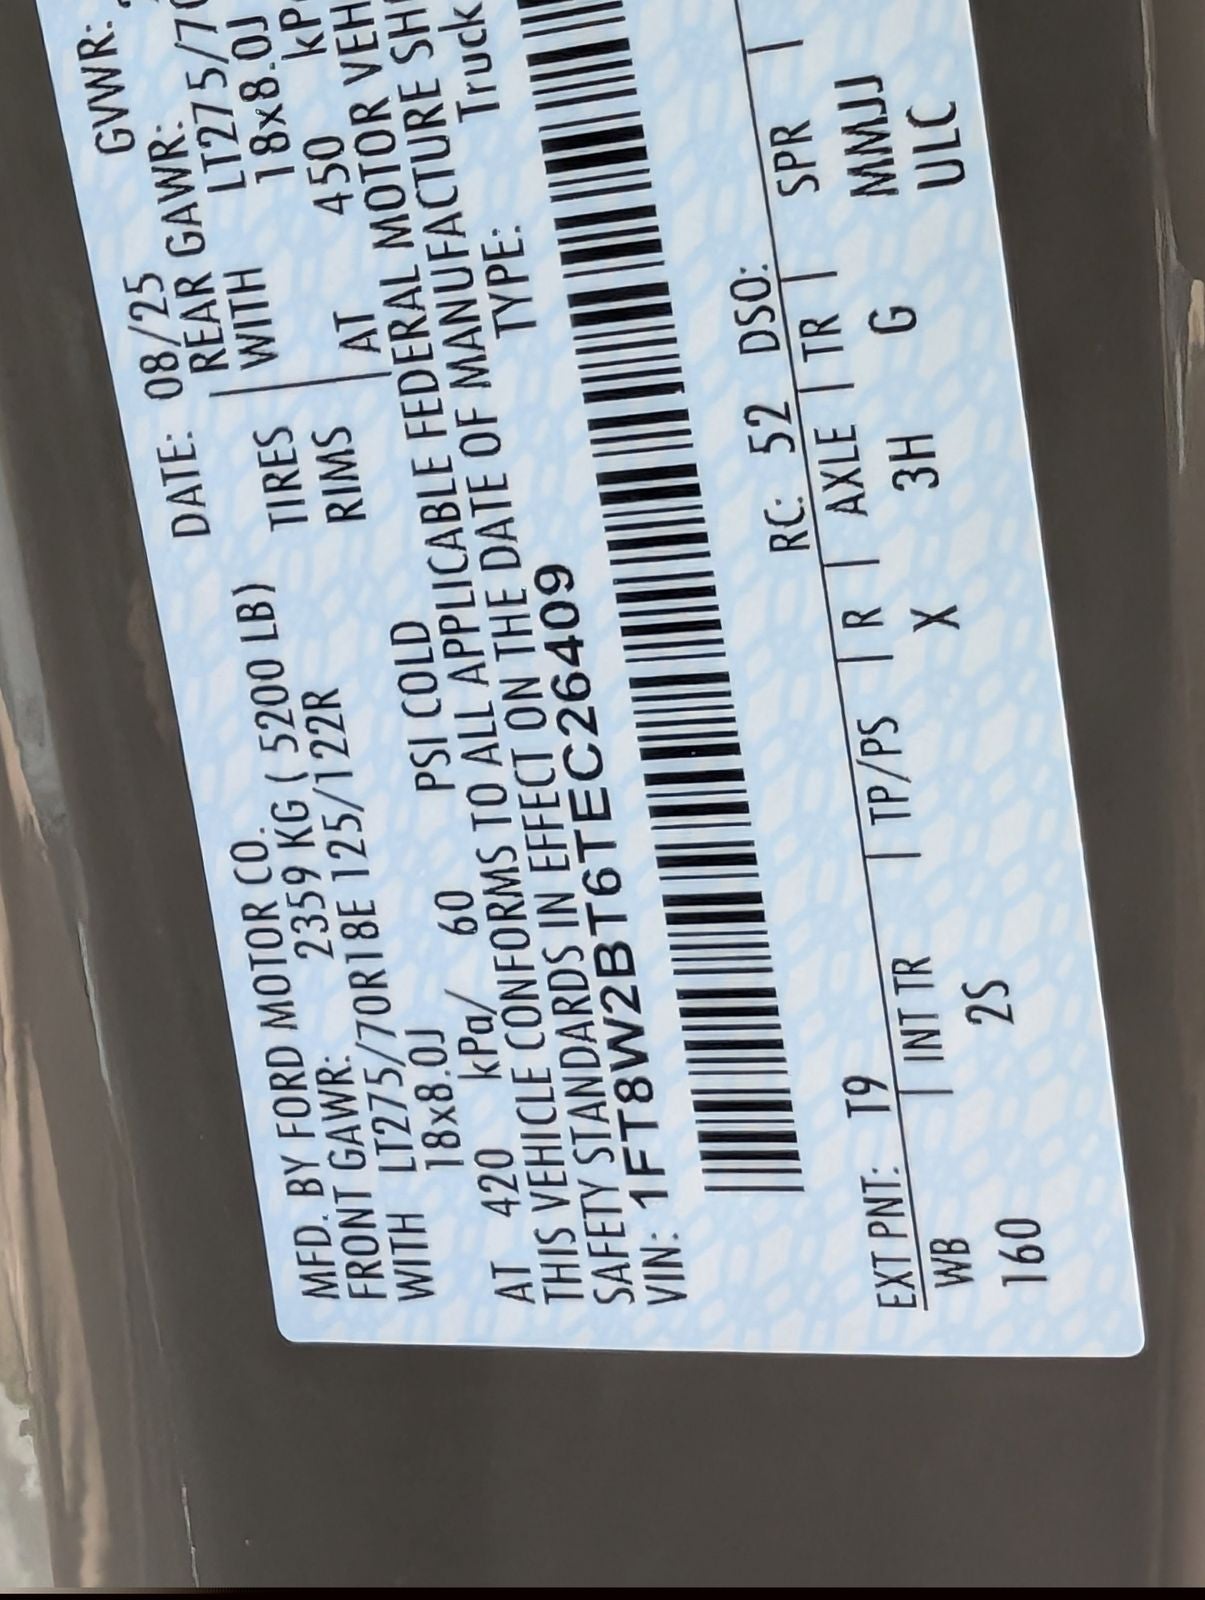 MFD. BY FORD MOTOR CO. DATE: 08/25 GVWR:
FRONT GAWR: 2359 KG ( 5200 LB) REAR GAWR:
WITH LT275/70R18E 125/122R TIRES WITH LT275/70
18x8.0J RIMS 18x8.0J
AT 420 kPa/ 60 PSI COLD AT 450 kP
THIS VEHICLE CONFORMS TO ALL APPLICABLE FEDERAL MOTOR VEH
SAFETY STANDARDS IN EFFECT ON THE DATE OF MANUFACTURE SH
VIN: 1FT8W2BT6TEC26409 TYPE: Truck
EXT PNT: T9 RC: 52 DSO:
WB INT TR TP/PS R AXLE TR SPR
160 2S X 3H G MMUJ
ULC